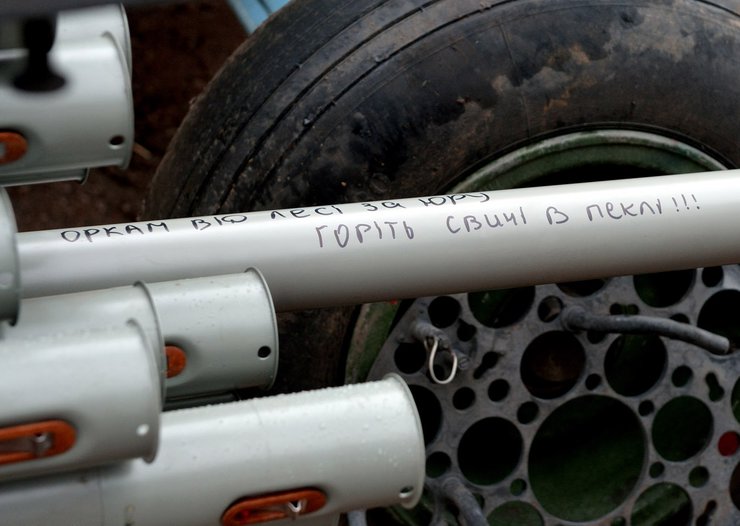 ОРКАМ ВІД ЛЕСІ ЗА ЮРУ
ГОРІТЬ СВИНІ В ПЕКЛІ!!!